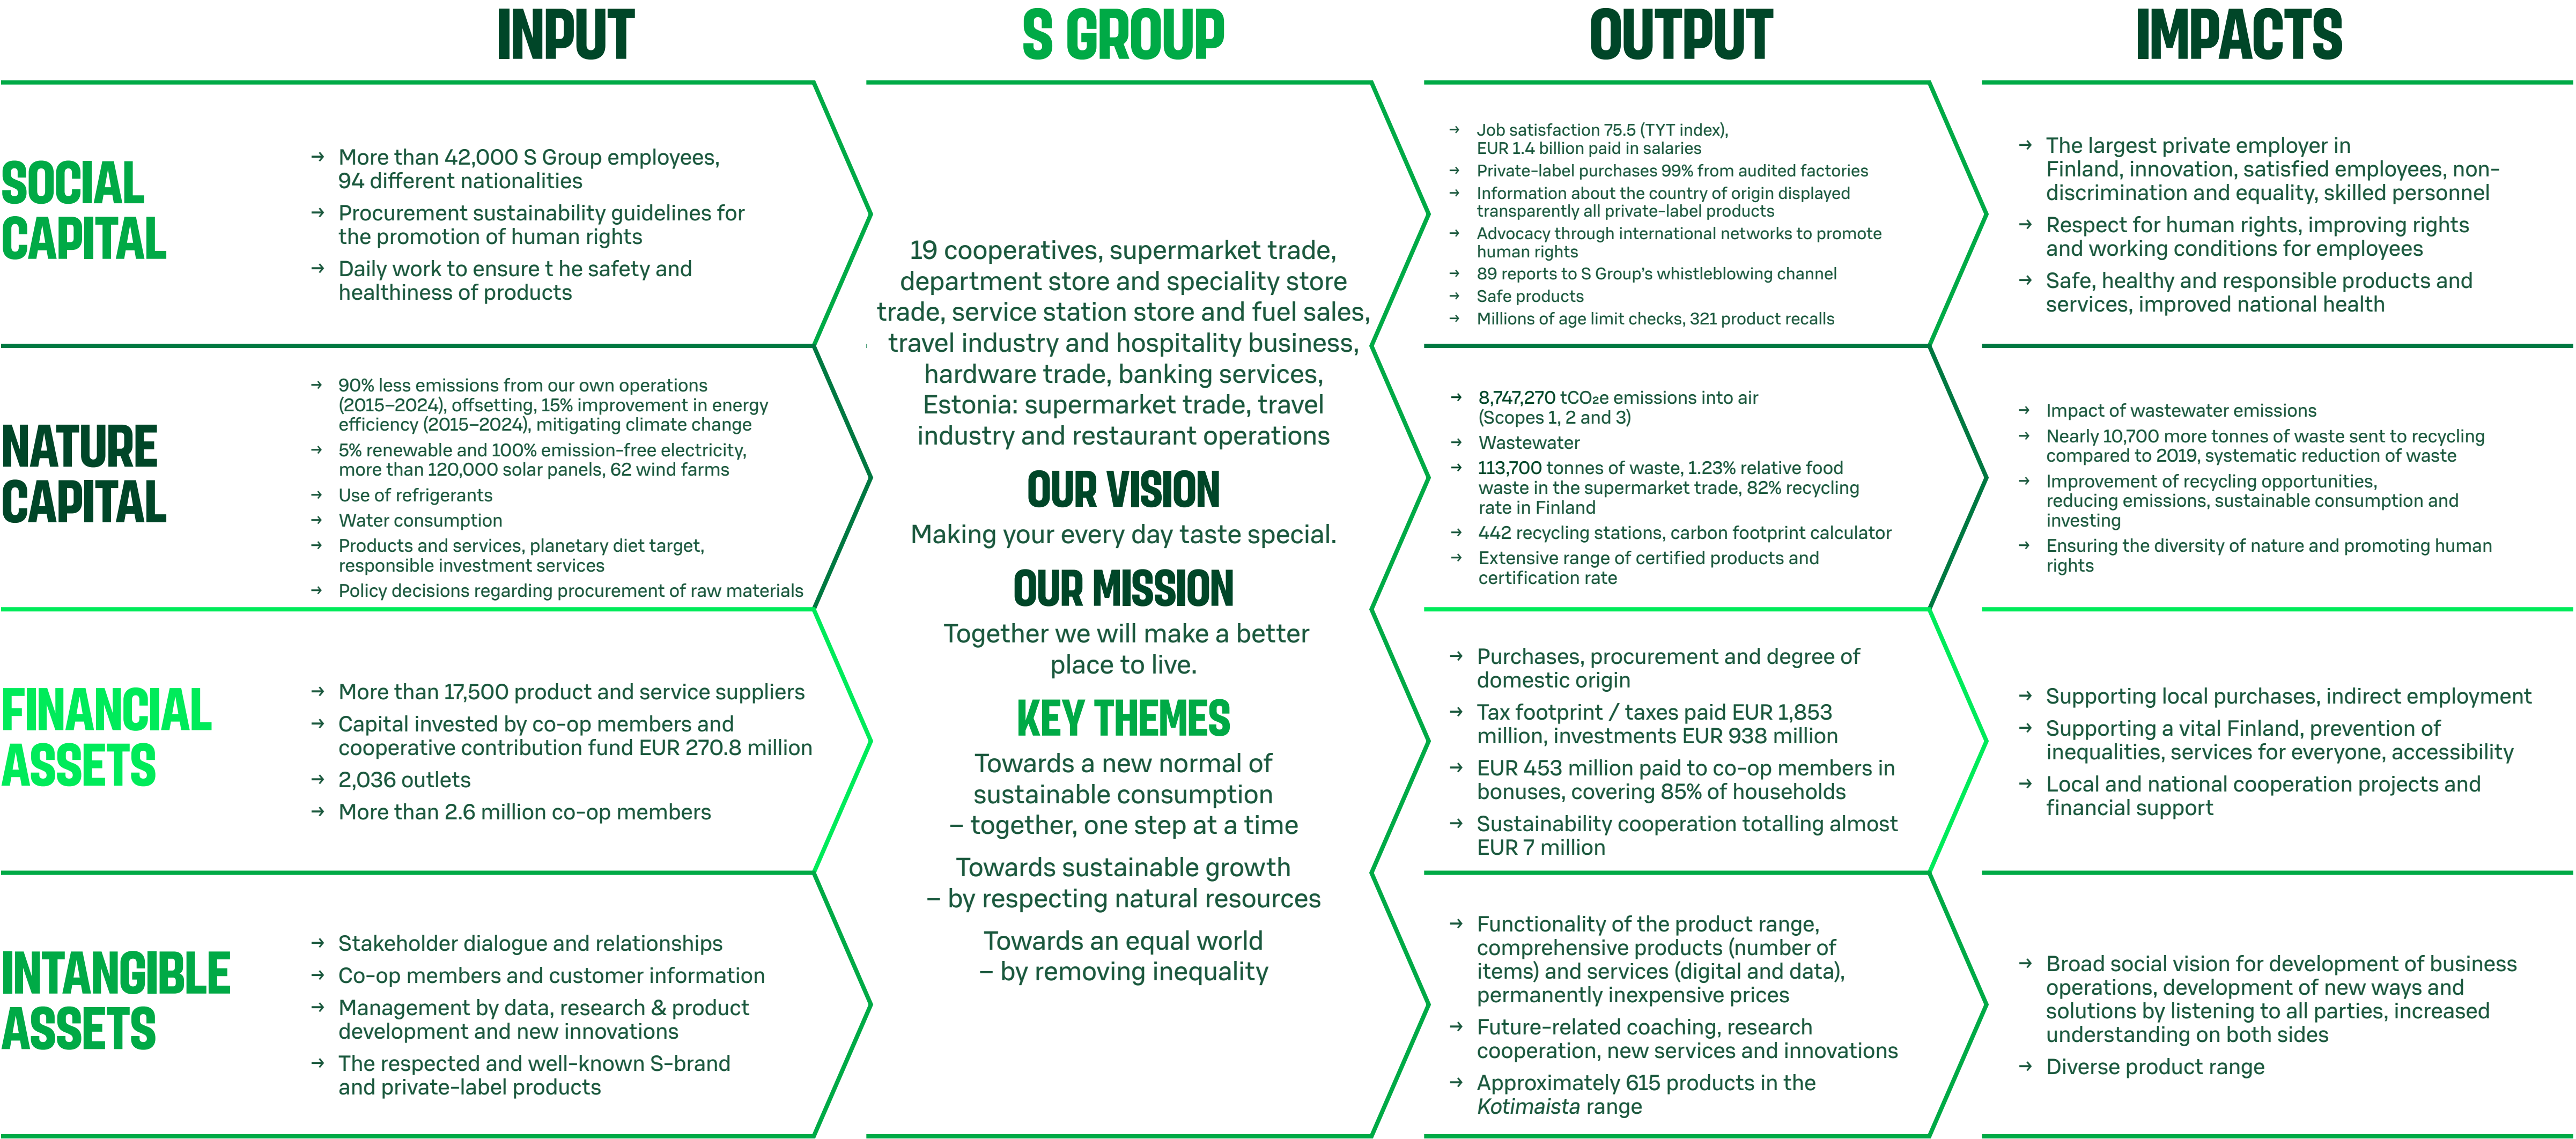 INPUT
S GROUP
OUTPUT
IMPACTS
SOCIAL
CAPITAL
→ More than 42,000 S Group employees,
94 different nationalities
→ Procurement sustainability guidelines for
the promotion of human rights
→ Daily work to ensure t he safety and
healthiness of products
→ Job satisfaction 75.5 (TYT index),
EUR 1.4 billion paid in salaries
→ Private-label purchases 99% from audited factories
→ Information about the country of origin displayed
transparently all private-label products
→ Advocacy through international networks to promote
human rights
→ 89 reports to S Group's whistleblowing channel
→ Safe products
→ Millions of age limit checks, 321 product recalls
→ The largest private employer in
Finland, innovation, satisfied employees, non-
discrimination and equality, skilled personnel
→ Respect for human rights, improving rights
and working conditions for employees
→ Safe, healthy and responsible products and
services, improved national health
NATURE
CAPITAL
→ 90% less emissions from our own operations
(2015–2024), offsetting, 15% improvement in energy
efficiency (2015–2024), mitigating climate change
→ 5% renewable and 100% emission-free electricity,
more than 120,000 solar panels, 62 wind farms
→ Use of refrigerants
→ Water consumption
→ Products and services, planetary diet target,
responsible investment services
→ Policy decisions regarding procurement of raw materials
→ 8,747,270 tCO₂e emissions into air
(Scopes 1, 2 and 3)
→ Wastewater
→ 113,700 tonnes of waste, 1.23% relative food
waste in the supermarket trade, 82% recycling
rate in Finland
→ 442 recycling stations, carbon footprint calculator
→ Extensive range of certified products and
certification rate
→ Impact of wastewater emissions
→ Nearly 10,700 more tonnes of waste sent to recycling
compared to 2019, systematic reduction of waste
→ Improvement of recycling opportunities,
reducing emissions, sustainable consumption and
investing
→ Ensuring the diversity of nature and promoting human
rights
FINANCIAL
ASSETS
→ More than 17,500 product and service suppliers
→ Capital invested by co-op members and
cooperative contribution fund EUR 270.8 million
→ 2,036 outlets
→ More than 2.6 million co-op members
→ Purchases, procurement and degree of
domestic origin
→ Tax footprint / taxes paid EUR 1,853
million, investments EUR 938 million
→ EUR 453 million paid to co-op members in
bonuses, covering 85% of households
→ Sustainability cooperation totalling almost
EUR 7 million
→ Supporting local purchases, indirect employment
→ Supporting a vital Finland, prevention of
inequalities, services for everyone, accessibility
→ Local and national cooperation projects and
financial support
INTANGIBLE
ASSETS
→ Stakeholder dialogue and relationships
→ Co-op members and customer information
→ Management by data, research & product
development and new innovations
→ The respected and well-known S-brand
and private-label products
→ Functionality of the product range,
comprehensive products (number of
items) and services (digital and data),
permanently inexpensive prices
→ Future-related coaching, research
cooperation, new services and innovations
→ Approximately 615 products in the
Kotimaista range
→ Broad social vision for development of business
operations, development of new ways and
solutions by listening to all parties, increased
understanding on both sides
→ Diverse product range
19 cooperatives, supermarket trade,
department store and speciality store
trade, service station store and fuel sales,
travel industry and hospitality business,
hardware trade, banking services,
Estonia: supermarket trade, travel
industry and restaurant operations
OUR VISION
Making your every day taste special.
OUR MISSION
Together we will make a better
place to live.
KEY THEMES
Towards a new normal of
sustainable consumption
– together, one step at a time
Towards sustainable growth
– by respecting natural resources
Towards an equal world
– by removing inequality